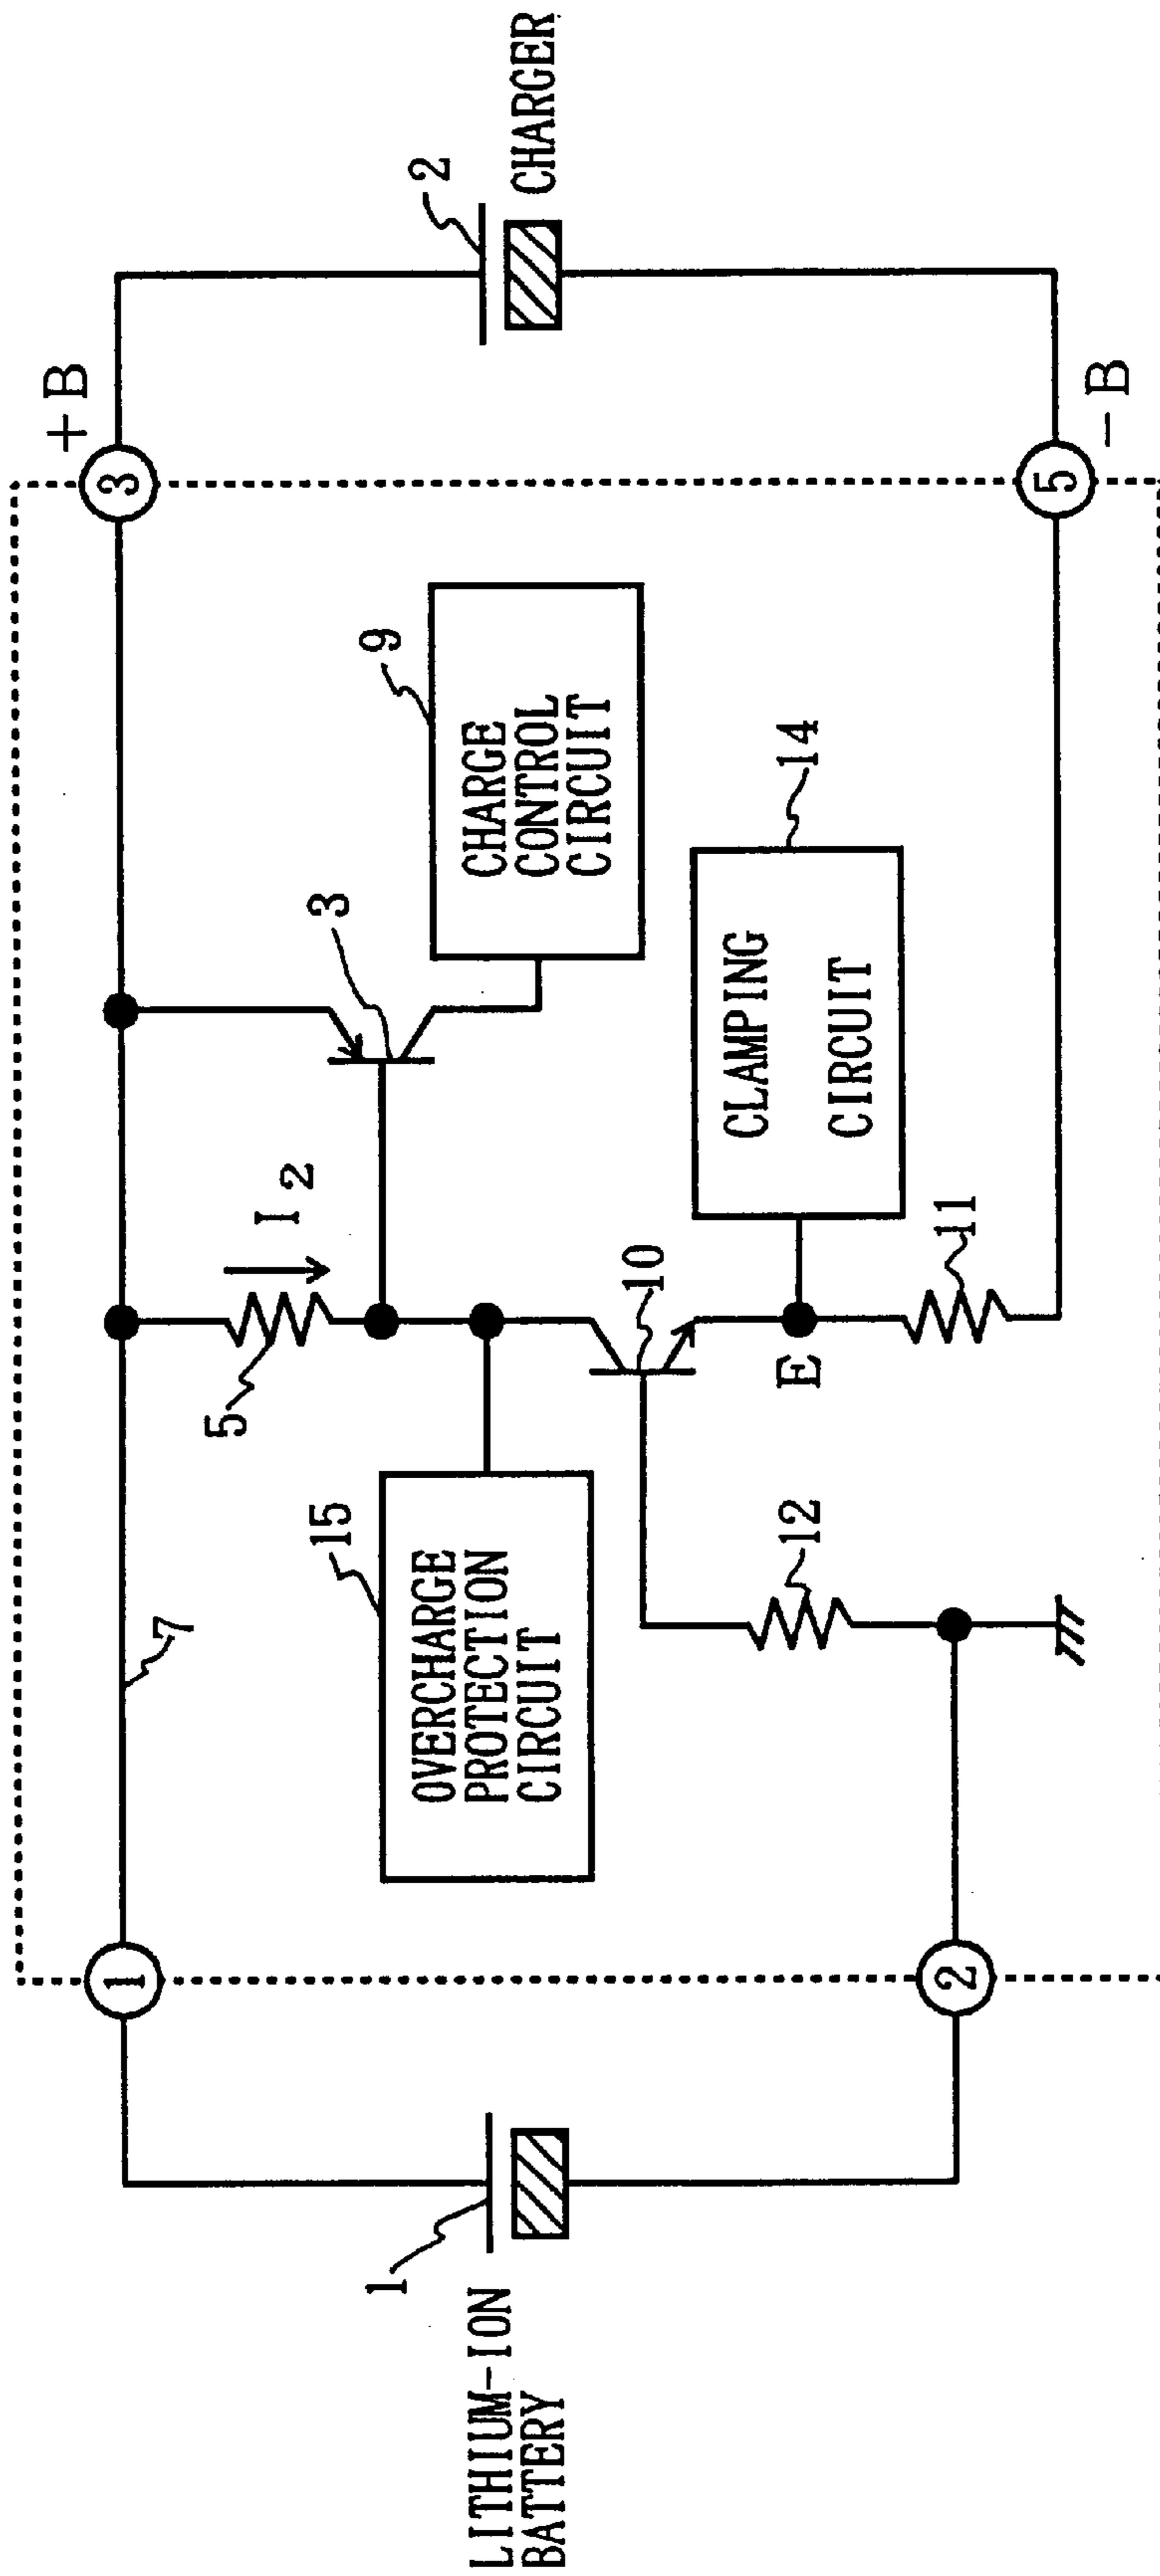 +B
3
7
I2
5
3
9
CHARGE
CONTROL
CIRCUIT
2
CHARGER
1
15
OVERCHARGE
PROTECTION
CIRCUIT
10
14
CLAMPING
CIRCUIT
1
LITHIUM-ION
BATTERY
12
E
11
2
5
−B